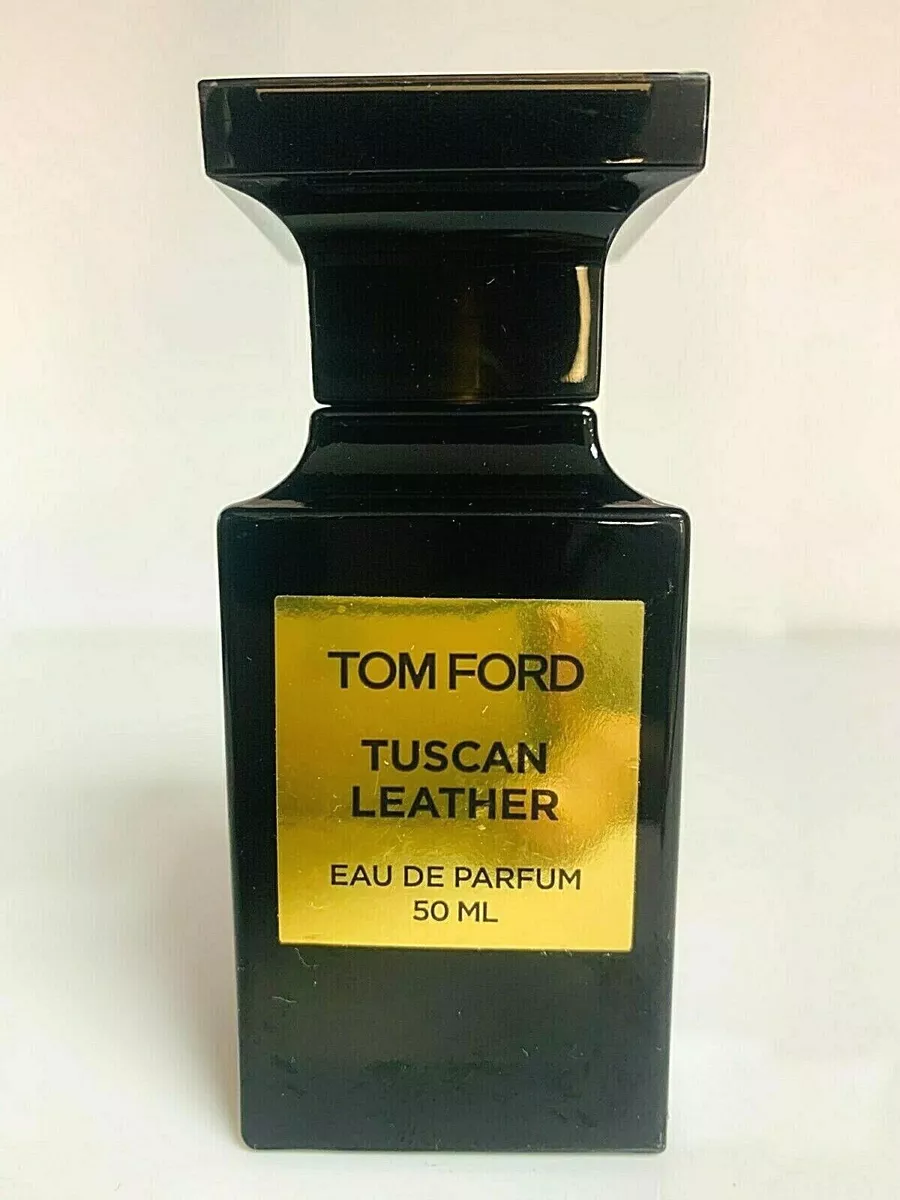 TOM FORD
TUSCAN
LEATHER
EAU DE PARFUM
50 ML